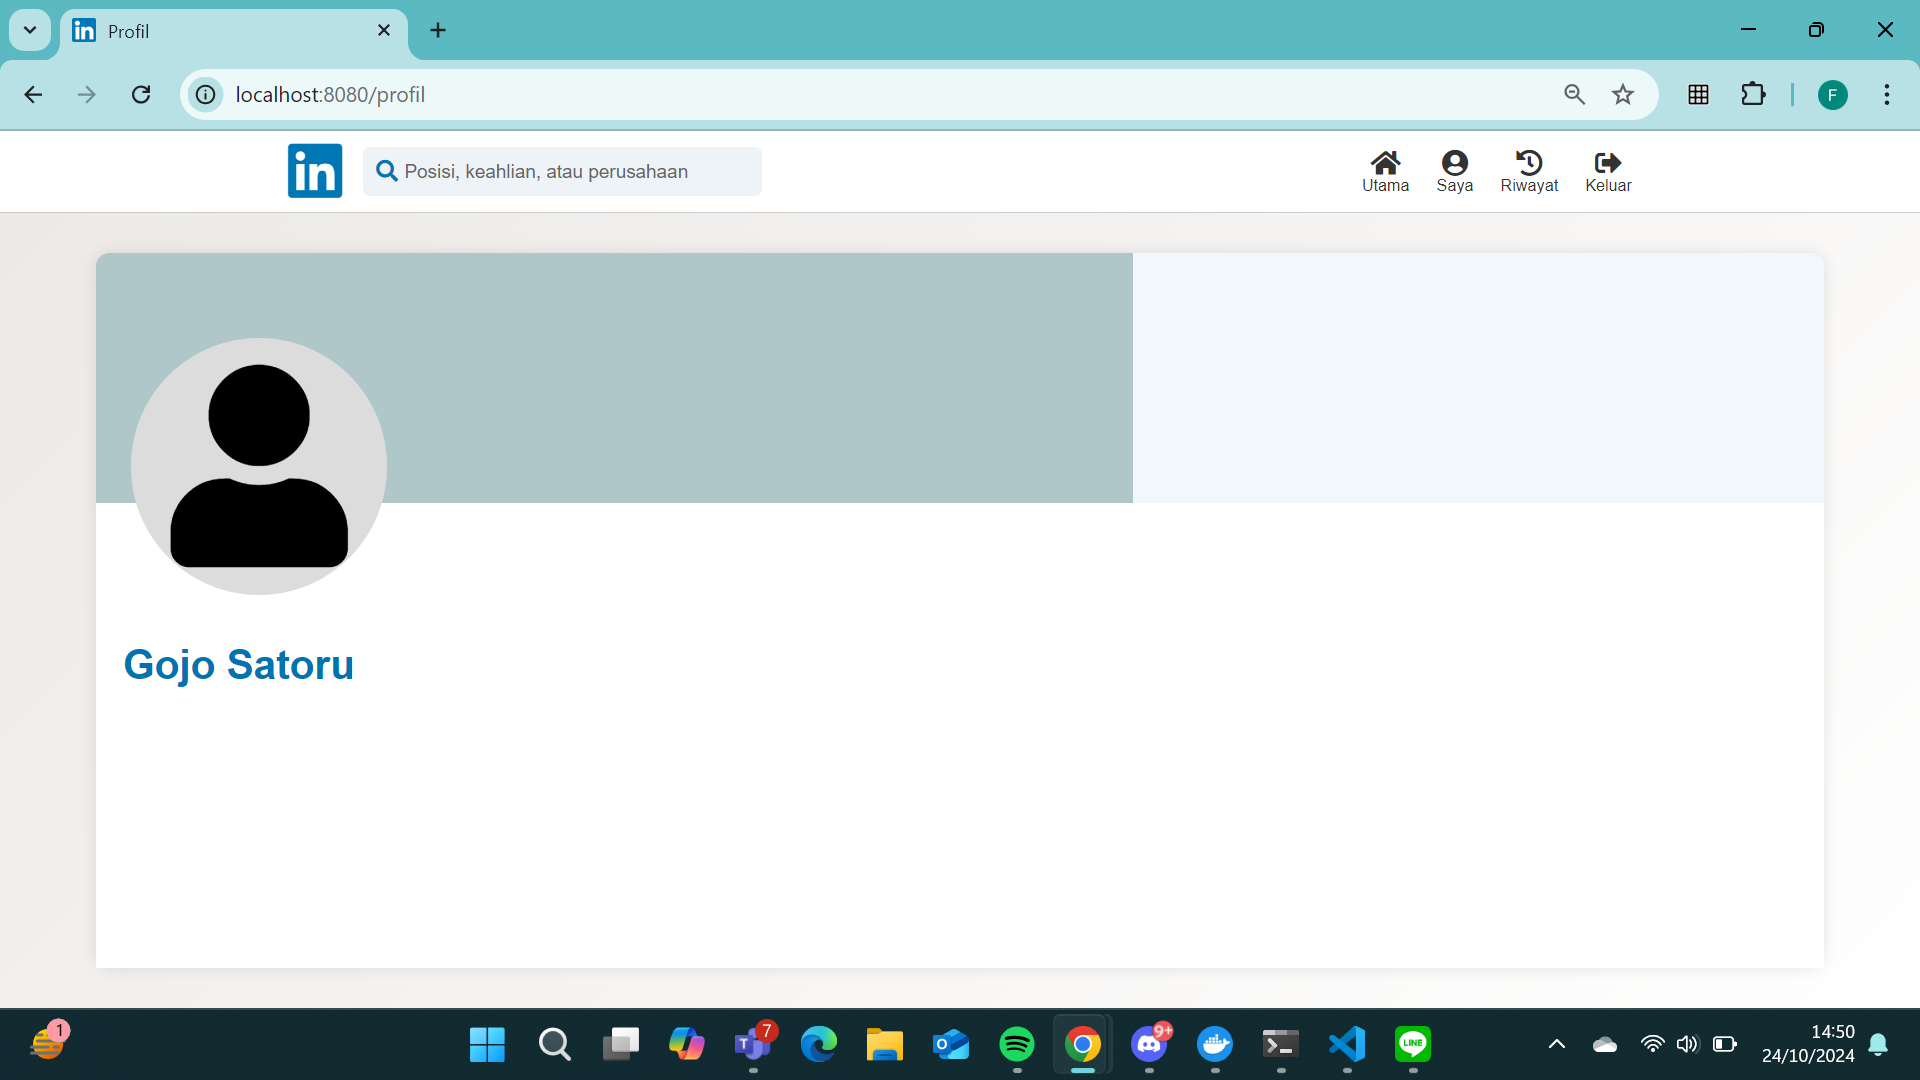 Profil
localhost:8080/profil
F
in
Posisi, keahlian, atau perusahaan
Utama
Saya
Riwayat
Keluar
Gojo Satoru
1
7
9+
LINE
14:50
24/10/2024